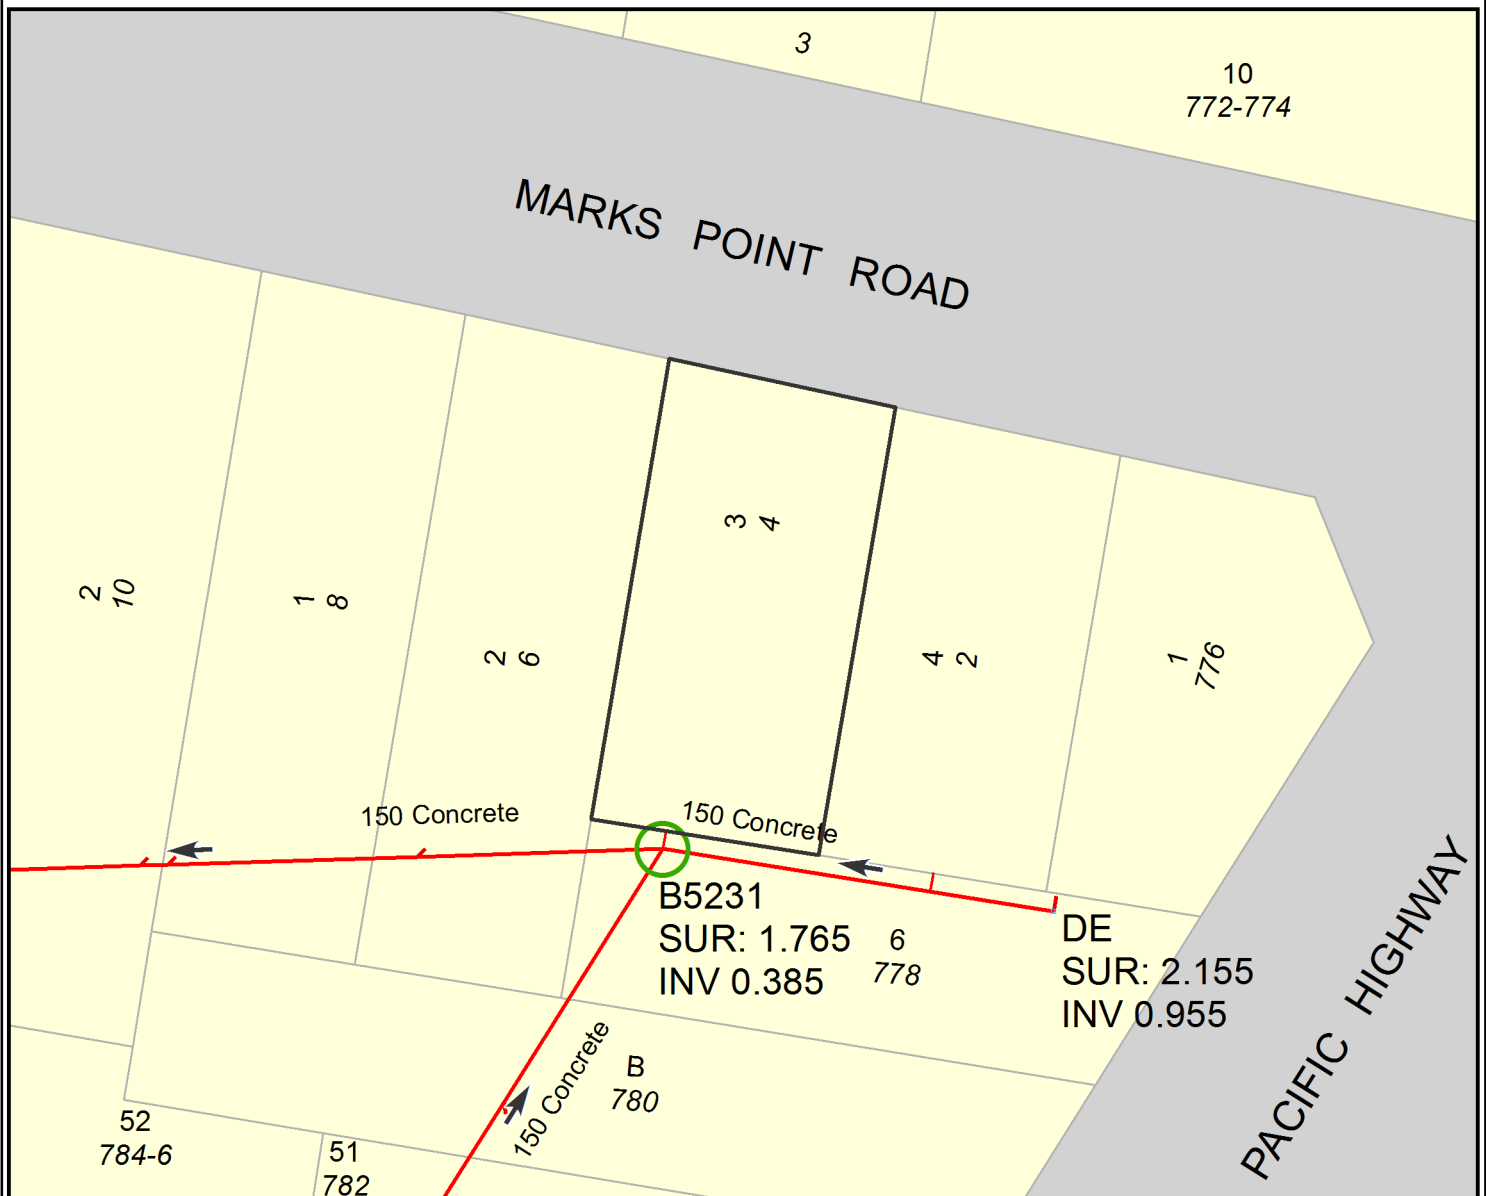 3
10
772-774
MARKS POINT ROAD
3
4
2
10
1
8
2
6
4
2
1
776
150 Concrete
150 Concrete
B5231
SUR: 1.765
INV 0.385
6
778
DE
SUR: 2.155
INV 0.955
PACIFIC HIGHWAY
150 Concrete
B
780
52
784-6
51
782